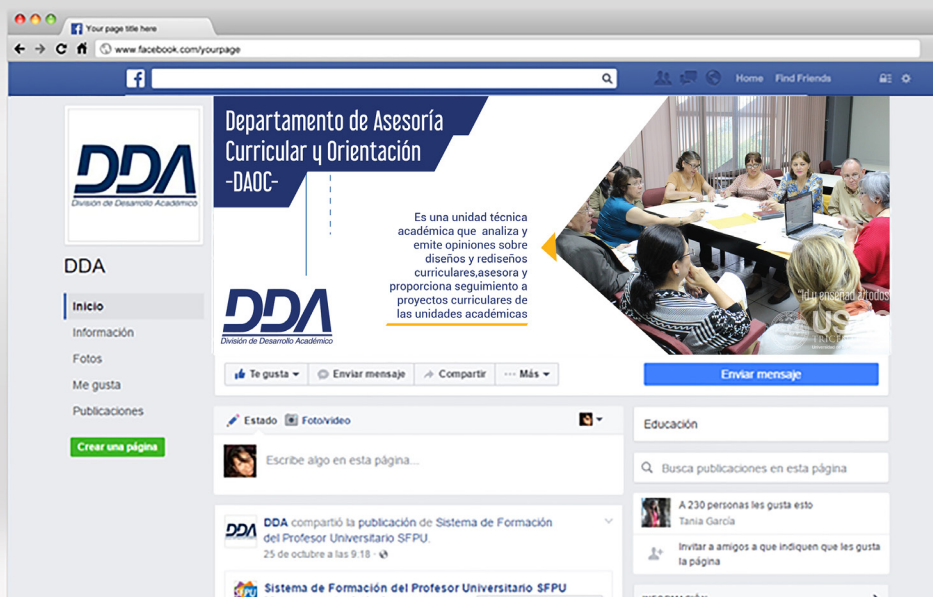 Your page title here
www.facebook.com/yourpage
f
Home Find Friends
DDA
División de Desarrollo Académico
DDA
Inicio
Información
Fotos
Me gusta
Publicaciones
Crear una página
Departamento de Asesoría
Curricular y Orientación
-DAOC-
Es una unidad técnica
académica que analiza y
emite opiniones sobre
diseños y rediseños
curriculares,asesora y
proporciona seguimiento a
proyectos curriculares de
las unidades académicas
DDA
División de Desarrollo Académico
"Id y enseñad a todos
Te gusta Enviar mensaje Compartir ··· Más
Enviar mensaje
Estado Foto/video
Escribe algo en esta página...
DDA compartió la publicación de Sistema de Formación
del Profesor Universitario SFPU.
25 de octubre a las 9:18 ·
DDA
SFPU
Sistema de Formación del Profesor Universitario SFPU
Educación
Busca publicaciones en esta página
A 230 personas les gusta esto
Tania García
Invitar a amigos a que indiquen que les gusta
la página